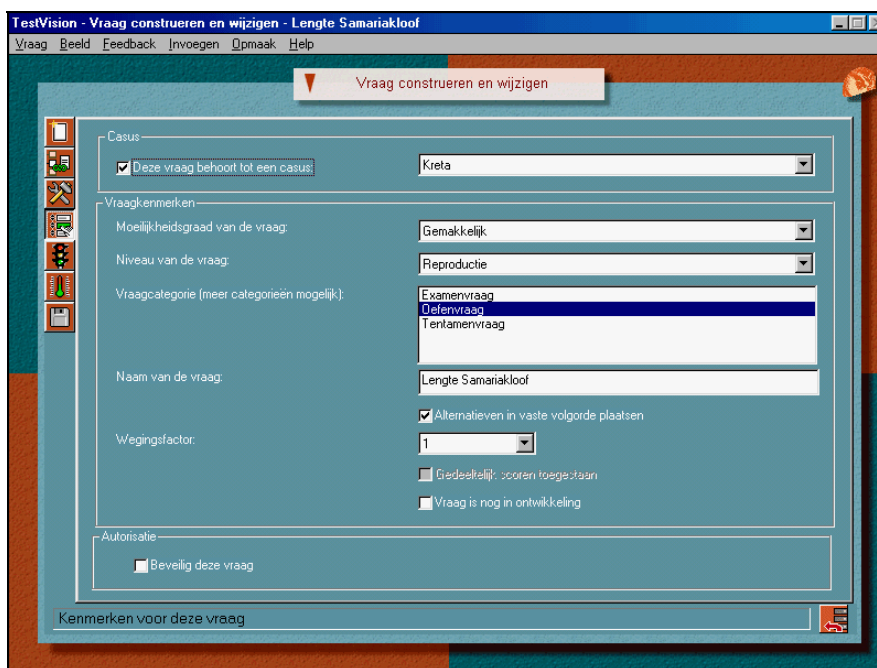 TestVision - Vraag construeren en wijzigen - Lengte Samariakloof
Vraag Beeld Feedback Invoegen Opmaak Help
Vraag construeren en wijzigen
Casus
Deze vraag behoort tot een casus: Kreta
Vraagkenmerken
Moeilijkheidsgraad van de vraag: Gemakkelijk
Niveau van de vraag: Reproductie
Vraagcategorie (meer categorieën mogelijk): Examenvraag
Oefenvraag
Tentamenvraag
Naam van de vraag: Lengte Samariakloof
Alternatieven in vaste volgorde plaatsen
Wegingsfactor: 1
Gedeeltelijk scoren toegestaan
Vraag is nog in ontwikkeling
Autorisatie
Beveilig deze vraag
Kenmerken voor deze vraag